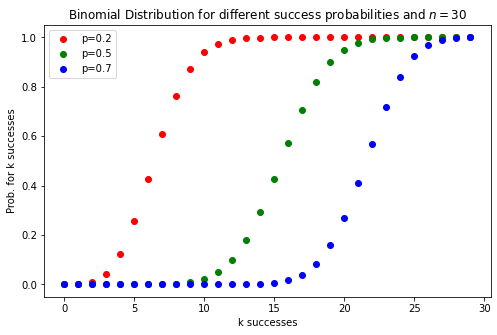 Binomial Distribution for different success probabilities and n = 30
p=0.2
p=0.5
p=0.7
1.0
0.8
0.6
0.4
0.2
0.0
Prob. for k successes
0 5 10 15 20 25 30
k successes